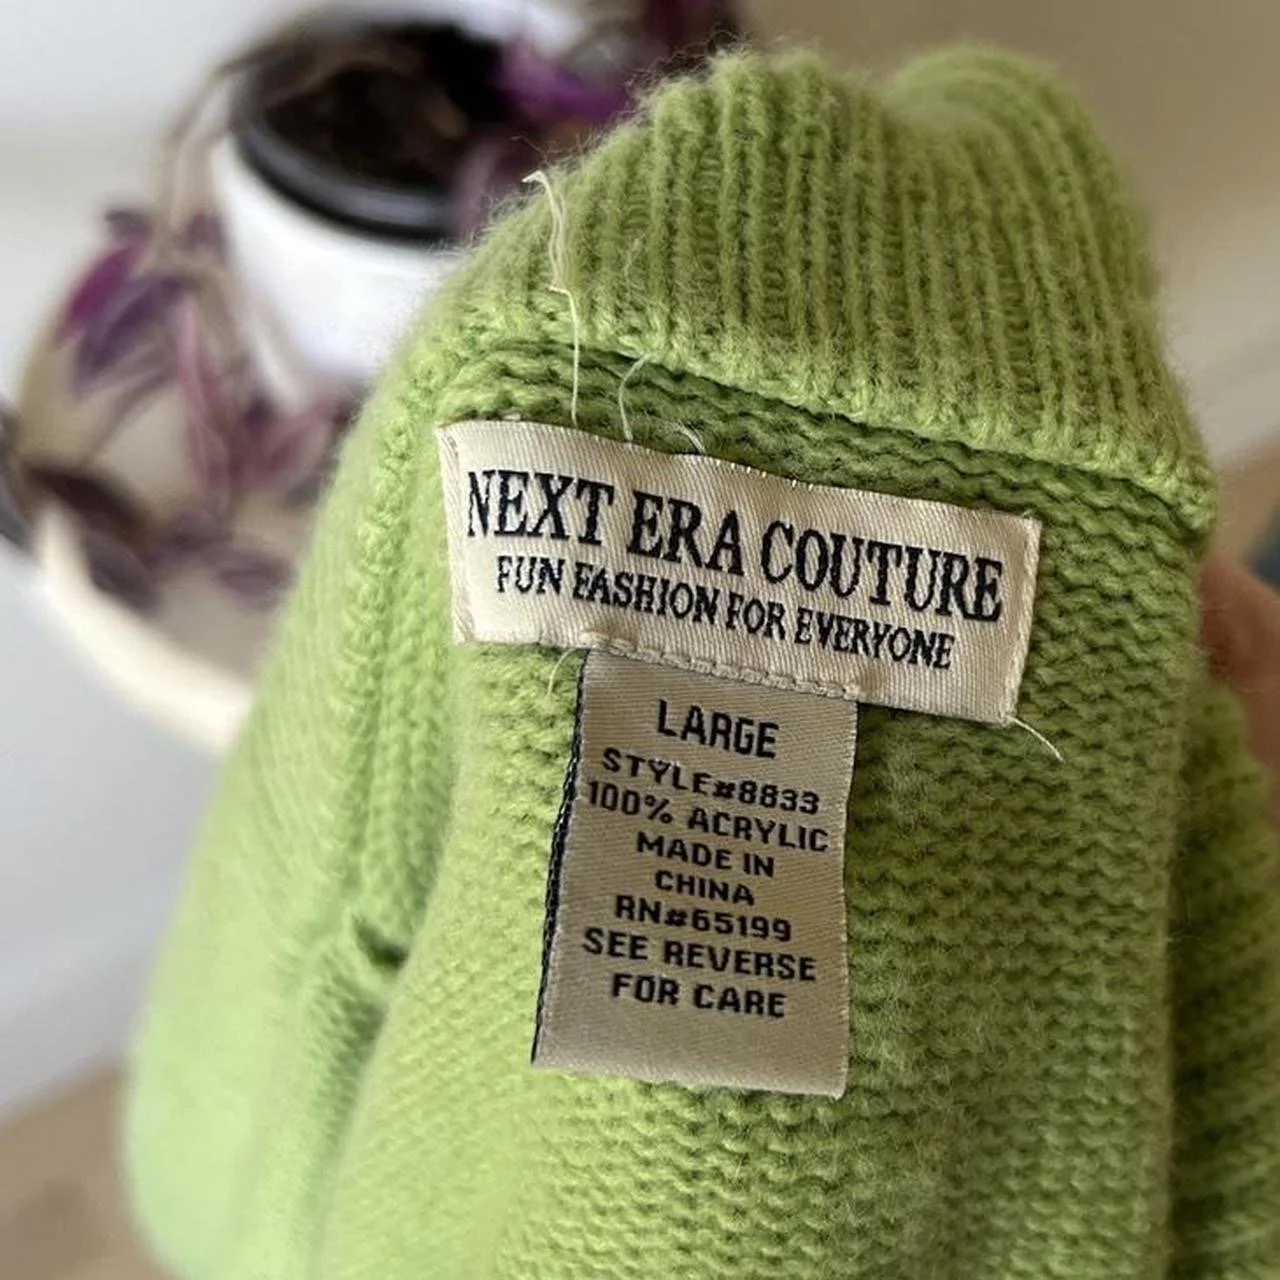 NEXT ERA COUTURE
FUN FASHION FOR EVERYONE
LARGE
STYLE#8833
100% ACRYLIC
MADE IN
CHINA
RN#65199
SEE REVERSE
FOR CARE